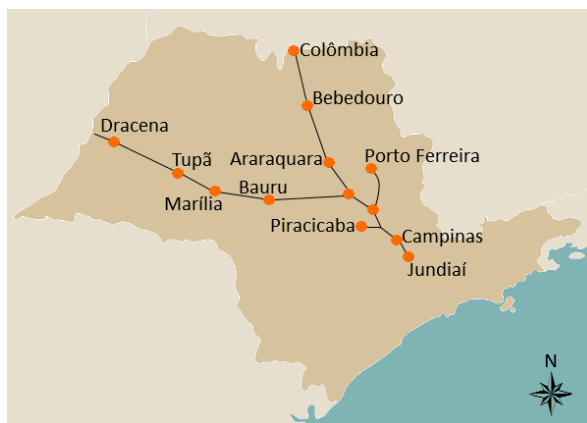 Colômbia
Bebedouro
Dracena
Tupã
Araraquara
Porto Ferreira
Marília
Bauru
Piracicaba
Campinas
Jundiaí
N